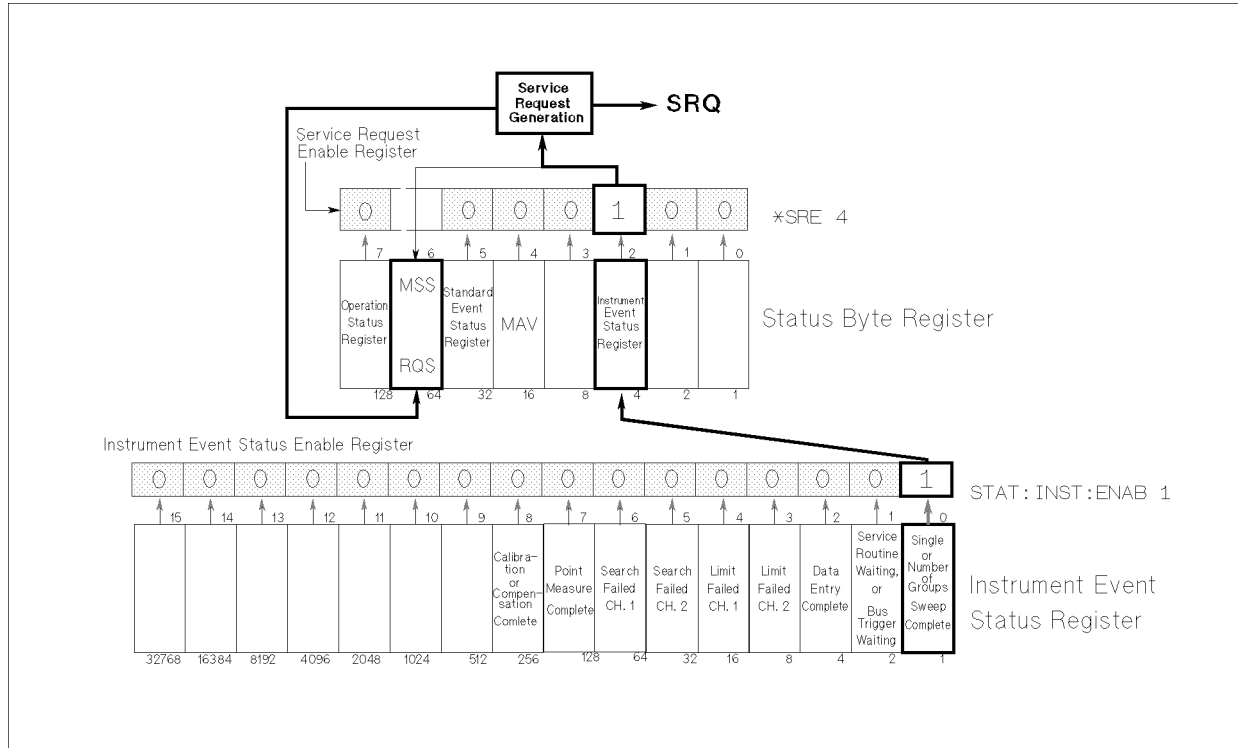 Service
Request
Generation
SRQ
Service Request
Enable Register
0 0 0 0 1 0 0
*SRE 4
7 6 5 4 3 2 1 0
Operation
Status
Register
MSS
RQS
Standard
Event
Status
Register
MAV
Instrument
Event
Status
Register
Status Byte Register
128 64 32 16 8 4 2 1
Instrument Event Status Enable Register
0 0 0 0 0 0 0 0 0 0 0 0 0 0 0 1
STAT:INST:ENAB 1
15 14 13 12 11 10 9 8 7 6 5 4 3 2 1 0
Calibra-
tion
or
Compen-
sation
Comlete
Point
Measure
Complete
Search
Failed
CH. 1
Search
Failed
CH. 2
Limit
Failed
CH. 1
Limit
Failed
CH. 2
Data
Entry
Complete
Service
Routine
Waiting,
or
Bus
Trigger
Waiting
Single
or
Number
of
Groups
Sweep
Complete
Instrument Event
Status Register
32768 16384 8192 4096 2048 1024 512 256 128 64 32 16 8 4 2 1